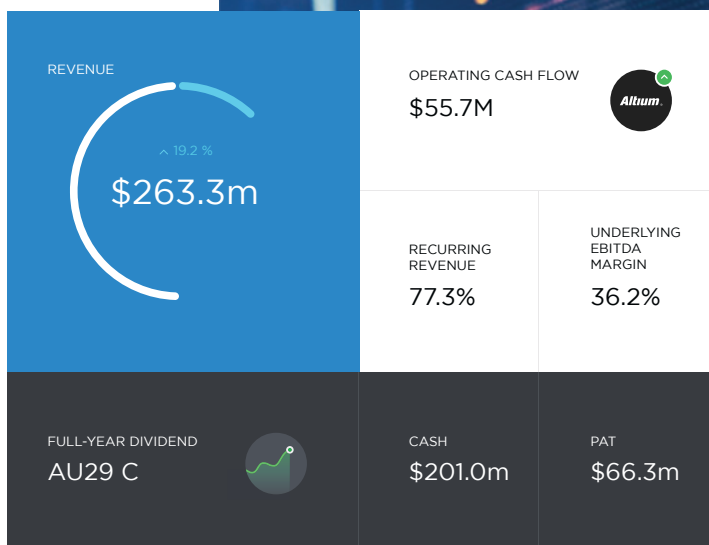 REVENUE
^ 19.2 %
$263.3m
OPERATING CASH FLOW
$55.7M
Altıum.
RECURRING
REVENUE
77.3%
UNDERLYING
EBITDA
MARGIN
36.2%
FULL-YEAR DIVIDEND
AU29 C
CASH
$201.0m
PAT
$66.3m